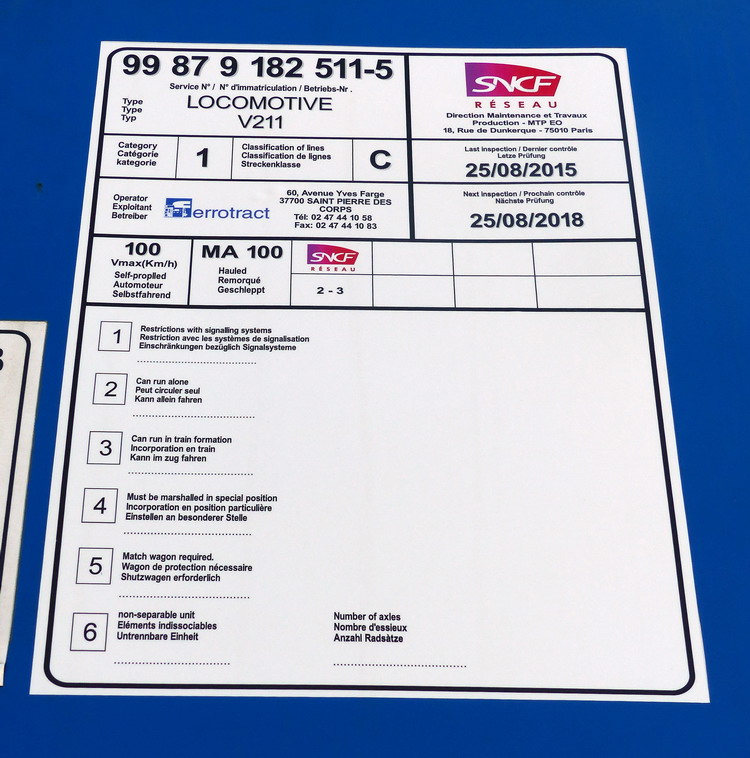 99 87 9 182 511-5
Service N° / N° d'immatriculation / Betriebs-Nr .
Type
Type
Typ
LOCOMOTIVE
V211
SNCF
RÉSEAU
Direction Maintenance et Travaux
Production - MTP EO
18, Rue de Dunkerque - 75010 Paris
Category
Catégorie
kategorie
1
Classification of lines
Classification de lignes
Streckenklasse
C
Last inspection / Dernier contrôle
Letze Prüfung
25/08/2015
Operator
Exploitant
Betreiber
Ferrotract
60, Avenue Yves Farge
37700 SAINT PIERRE DES
CORPS
Tél: 02 47 44 10 58
Fax: 02 47 44 10 83
Next inspection / Prochain contrôle
Nächste Prüfung
25/08/2018
100
Vmax(Km/h)
Self-proplled
Automoteur
Selbstfahrend
MA 100
Hauled
Remorqué
Geschleppt
SNCF
RÉSEAU
2 - 3
1
Restrictions with signalling systems
Restriction avec les systèmes de signalisation
Einschränkungen bezüglich Signalsysteme
2
Can run alone
Peut circuler seul
Kann allein fahren
3
Can run in train formation
Incorporation en train
Kann im zug fahren
4
Must be marshalled in special position
Incorporation en position particulière
Einstellen an besonderer Stelle
5
Match wagon required.
Wagon de protection nécessaire
Shutzwagen erforderlich
6
non-separable unit
Eléments indissociables
Untrennbare Einheit
Number of axles
Nombre d'essieux
Anzahl Radsätze